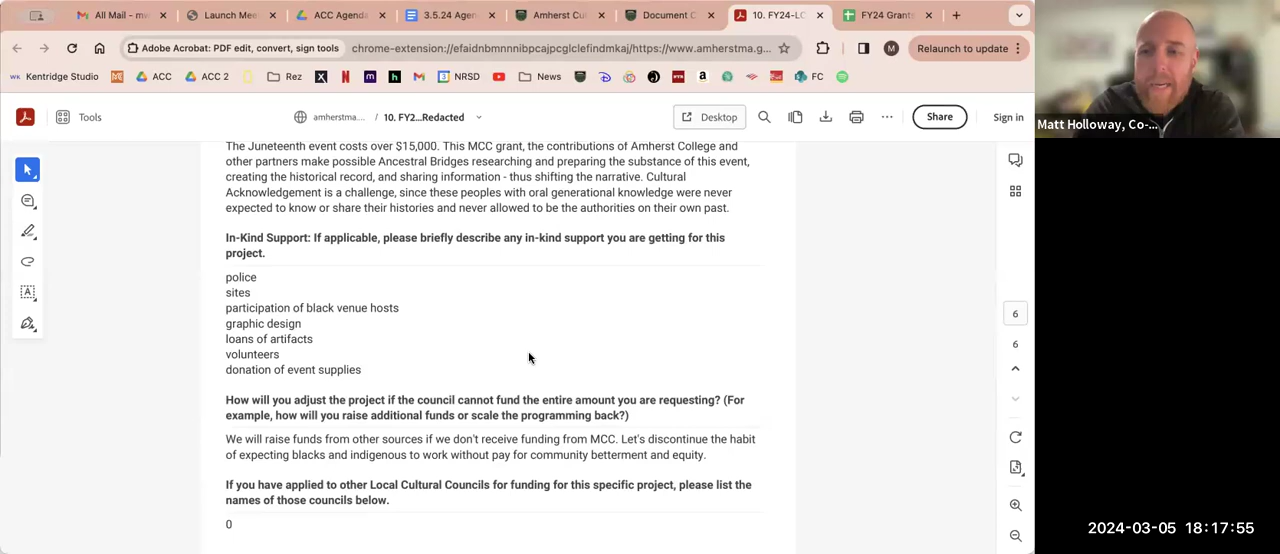 All Mail - mw
Launch Mee
ACC Agenda
3.5.24 Agen
Amherst Cul
Document C
10. FY24-LC
FY24 Grants
Adobe Acrobat: PDF edit, convert, sign tools
chrome-extension://efaidnbmnnnibpcajpcglclefindmkaj/https://www.amherstma.g...
M
Relaunch to update
WK Kentridge Studio
ACC
ACC 2
Rez
NRSD
News
FC
Tools
amherstma....
/ 10. FY2...Redacted
Desktop
Share
Sign in
The Juneteenth event costs over $15,000. This MCC grant, the contributions of Amherst College and
other partners make possible Ancestral Bridges researching and preparing the substance of this event,
creating the historical record, and sharing information - thus shifting the narrative. Cultural
Acknowledgement is a challenge, since these peoples with oral generational knowledge were never
expected to know or share their histories and never allowed to be the authorities on their own past.
In-Kind Support: If applicable, please briefly describe any in-kind support you are getting for this
project.
police
sites
participation of black venue hosts
graphic design
loans of artifacts
volunteers
donation of event supplies
How will you adjust the project if the council cannot fund the entire amount you are requesting? (For
example, how will you raise additional funds or scale the programming back?)
We will raise funds from other sources if we don't receive funding from MCC. Let's discontinue the habit
of expecting blacks and indigenous to work without pay for community betterment and equity.
If you have applied to other Local Cultural Councils for funding for this specific project, please list the
names of those councils below.
0
6
6
Matt Holloway, Co-...
2024-03-05 18:17:55